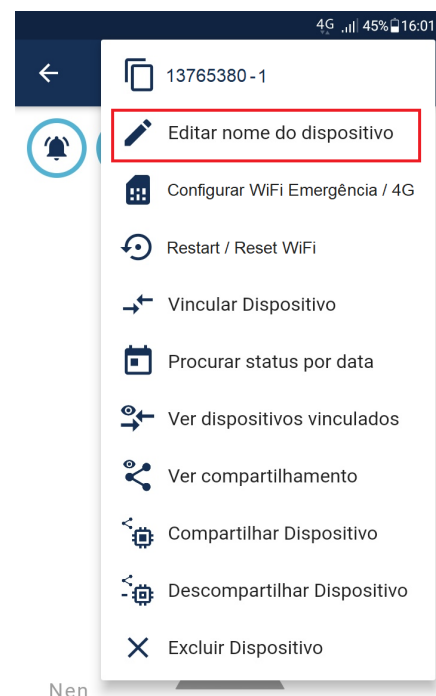 4G 45% 16:01
13765380-1
Editar nome do dispositivo
Configurar WiFi Emergência / 4G
Restart / Reset WiFi
Vincular Dispositivo
Procurar status por data
Ver dispositivos vinculados
Ver compartilhamento
Compartilhar Dispositivo
Descompartilhar Dispositivo
Excluir Dispositivo
Nen